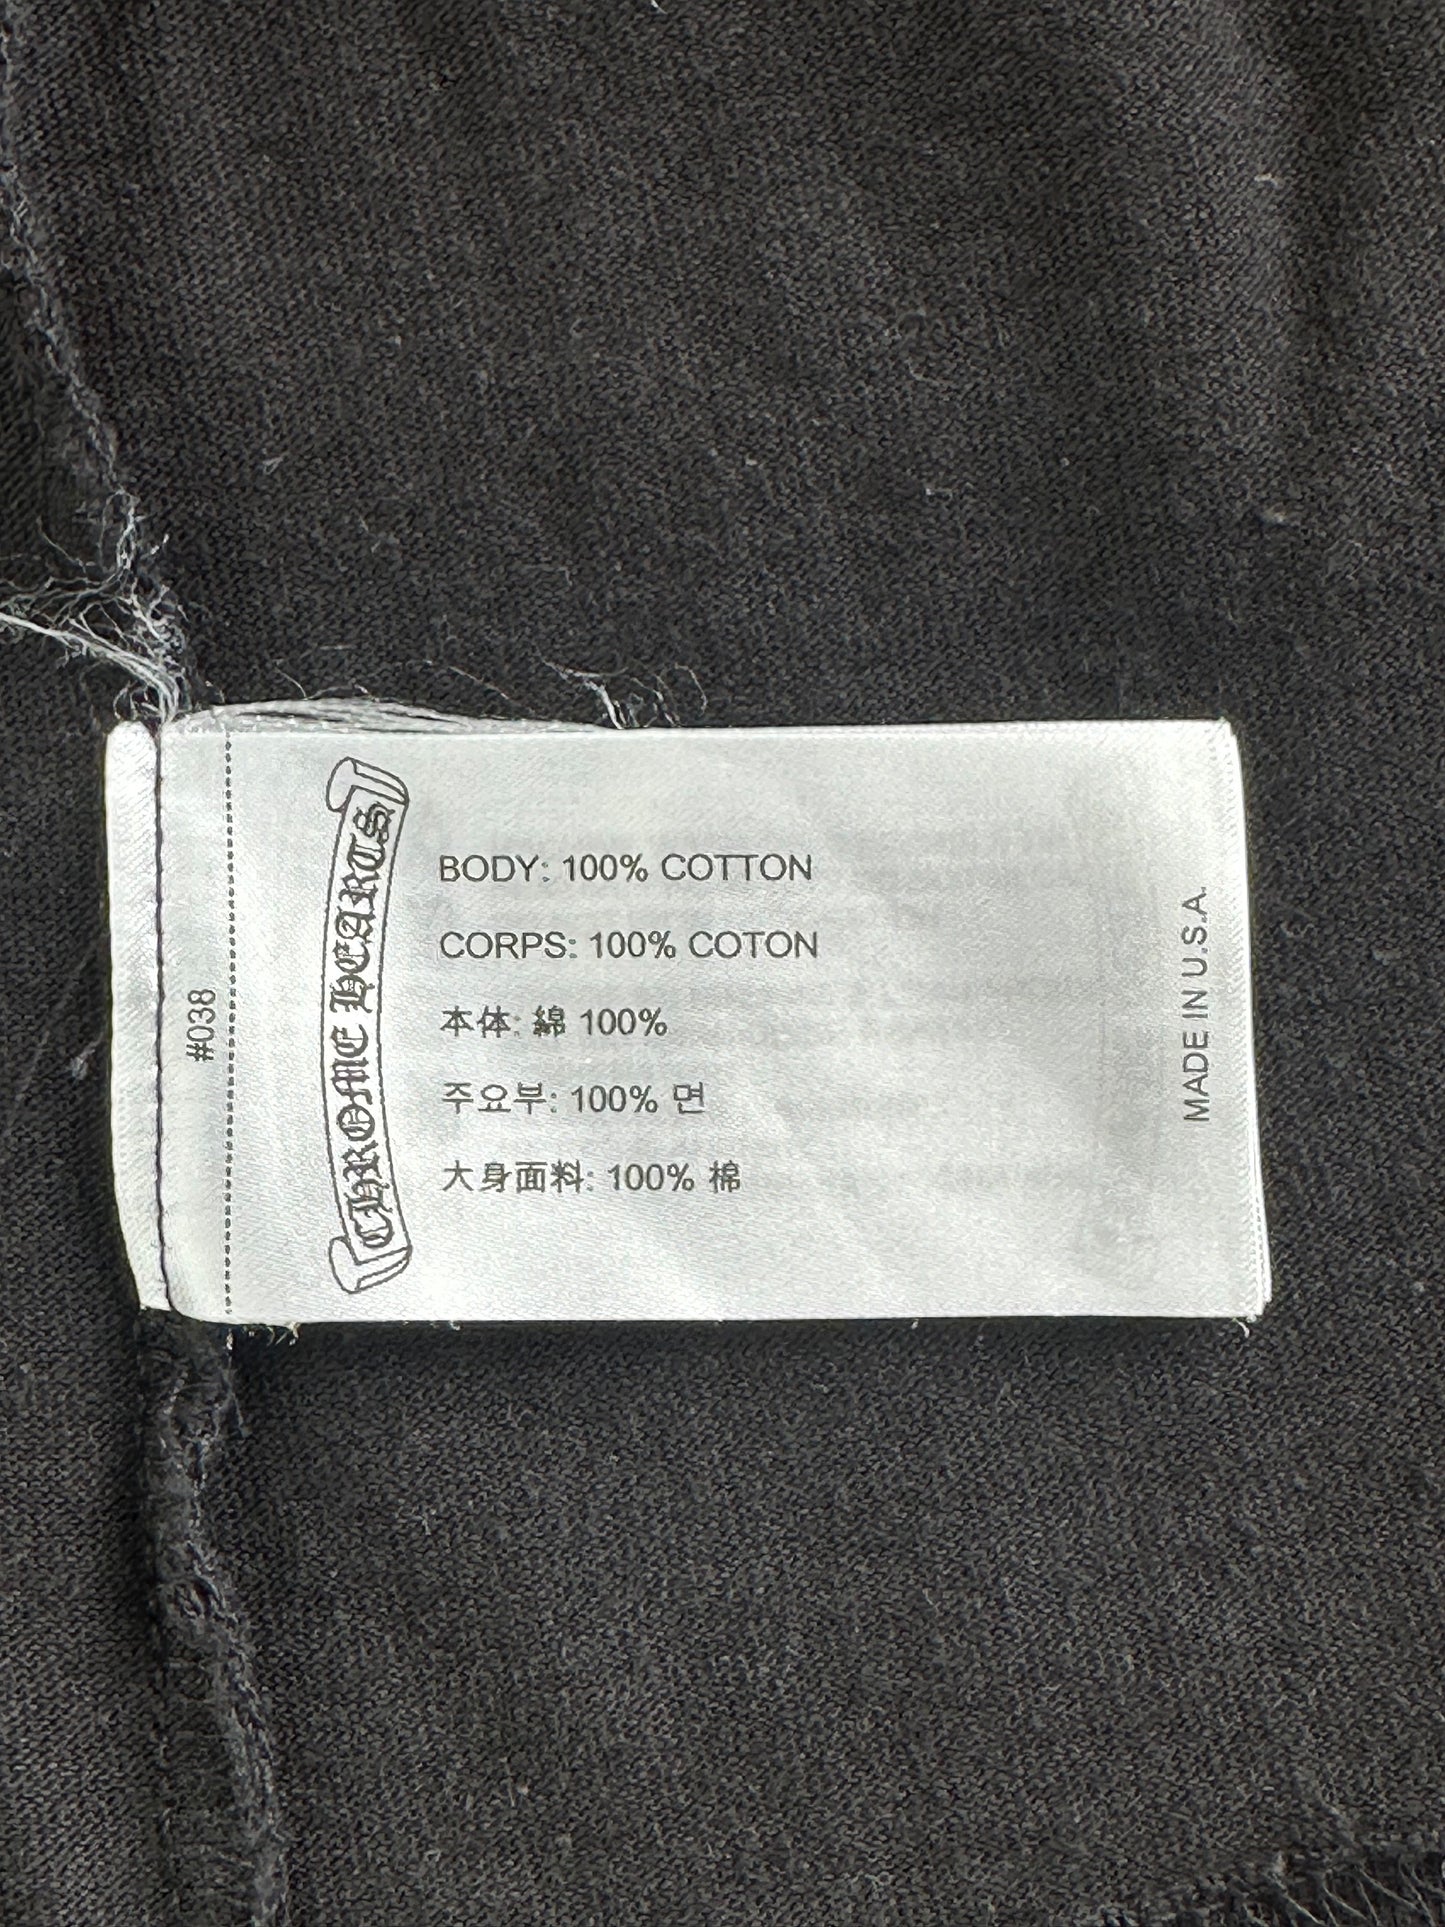 #038
CHROME HEARTS
BODY: 100% COTTON
CORPS: 100% COTON
本体: 綿 100%
주요부: 100% 면
大身面料: 100% 棉
MADE IN U.S.A.